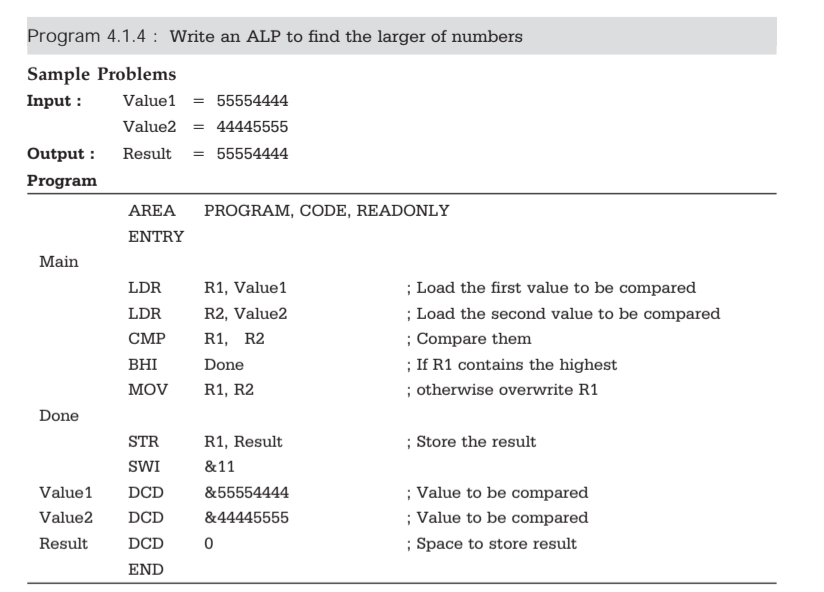 Program 4.1.4 : Write an ALP to find the larger of numbers
Sample Problems
Input : Value1 = 55554444
Value2 = 44445555
Output : Result = 55554444
Program
AREA PROGRAM, CODE, READONLY
ENTRY
Main
LDR R1, Value1 ; Load the first value to be compared
LDR R2, Value2 ; Load the second value to be compared
CMP R1, R2 ; Compare them
BHI Done ; If R1 contains the highest
MOV R1, R2 ; otherwise overwrite R1
Done
STR R1, Result ; Store the result
SWI &11
Value1 DCD &55554444 ; Value to be compared
Value2 DCD &44445555 ; Value to be compared
Result DCD 0 ; Space to store result
END